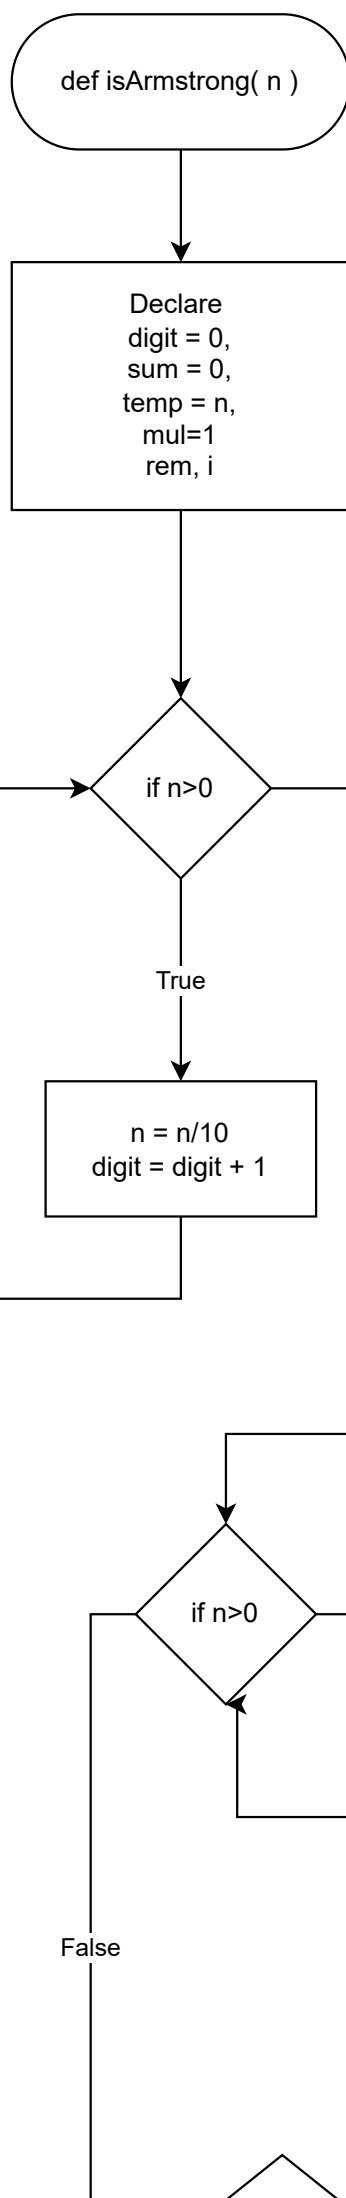 def isArmstrong( n )
Declare
digit = 0,
sum = 0,
temp = n,
mul=1
rem, i
if n>0
True
n = n/10
digit = digit + 1
if n>0
False